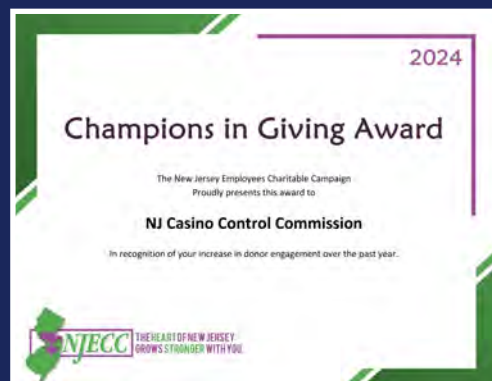 2024
Champions in Giving Award
The New Jersey Employees Charitable Campaign
Proudly presents this award to
NJ Casino Control Commission
In recognition of your increase in donor engagement over the past year.
NJECC
THE HEART OF NEW JERSEY
GROWS STRONGER WITH YOU.